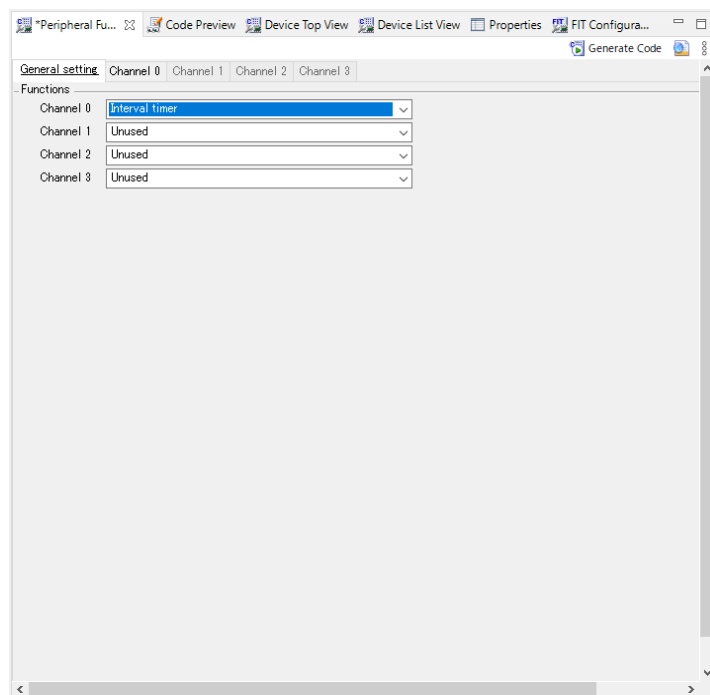 *Peripheral Fu... Code Preview Device Top View Device List View Properties FIT Configura...
Generate Code
General setting Channel 0 Channel 1 Channel 2 Channel 3
Functions
Channel 0 Interval timer
Channel 1 Unused
Channel 2 Unused
Channel 3 Unused